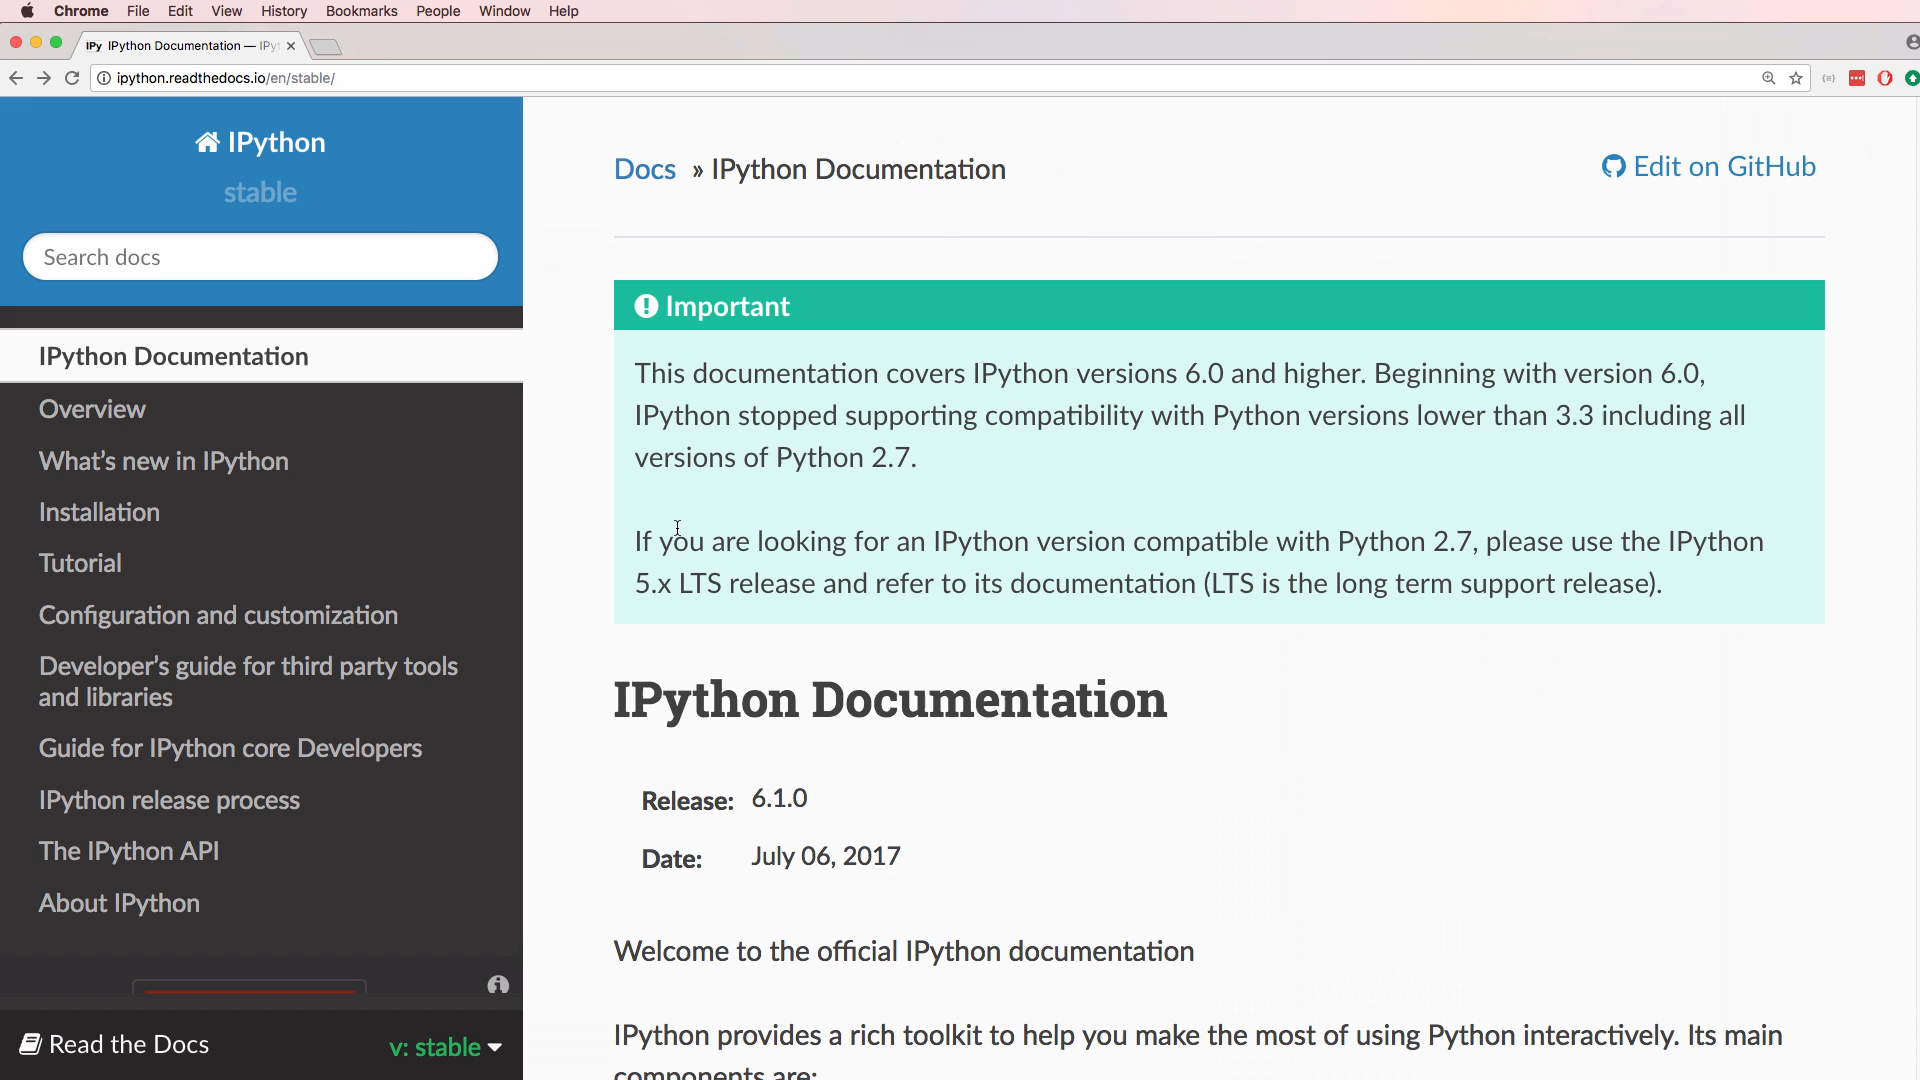 Chrome File Edit View History Bookmarks People Window Help
IPy IPython Documentation — IPy
ipython.readthedocs.io/en/stable/
IPython
stable
Search docs
IPython Documentation
Overview
What's new in IPython
Installation
Tutorial
Configuration and customization
Developer's guide for third party tools
and libraries
Guide for IPython core Developers
IPython release process
The IPython API
About IPython
Read the Docs
v: stable
Docs » IPython Documentation
Edit on GitHub
Important
This documentation covers IPython versions 6.0 and higher. Beginning with version 6.0,
IPython stopped supporting compatibility with Python versions lower than 3.3 including all
versions of Python 2.7.
If you are looking for an IPython version compatible with Python 2.7, please use the IPython
5.x LTS release and refer to its documentation (LTS is the long term support release).
IPython Documentation
Release: 6.1.0
Date: July 06, 2017
Welcome to the official IPython documentation
IPython provides a rich toolkit to help you make the most of using Python interactively. Its main
components are: